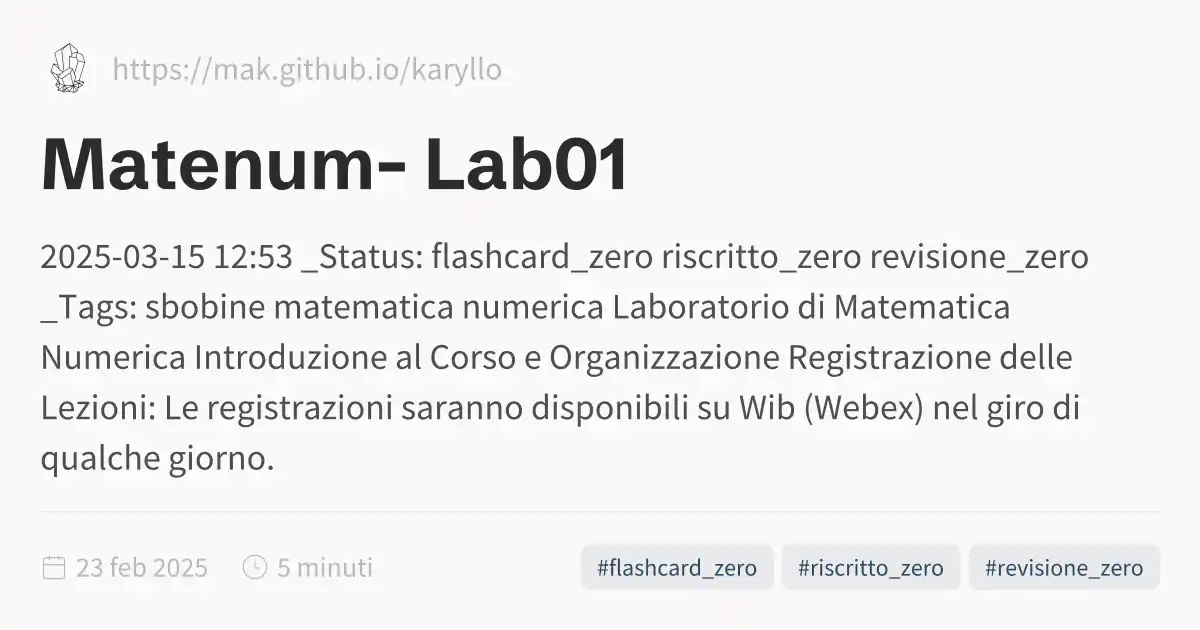 https://mak.github.io/karyllo
Matenum- Lab01
2025-03-15 12:53 _Status: flashcard_zero riscritto_zero revisione_zero
_Tags: sbobine matematica numerica Laboratorio di Matematica
Numerica Introduzione al Corso e Organizzazione Registrazione delle
Lezioni: Le registrazioni saranno disponibili su Wib (Webex) nel giro di
qualche giorno.
23 feb 2025 5 minuti #flashcard_zero #riscritto_zero #revisione_zero